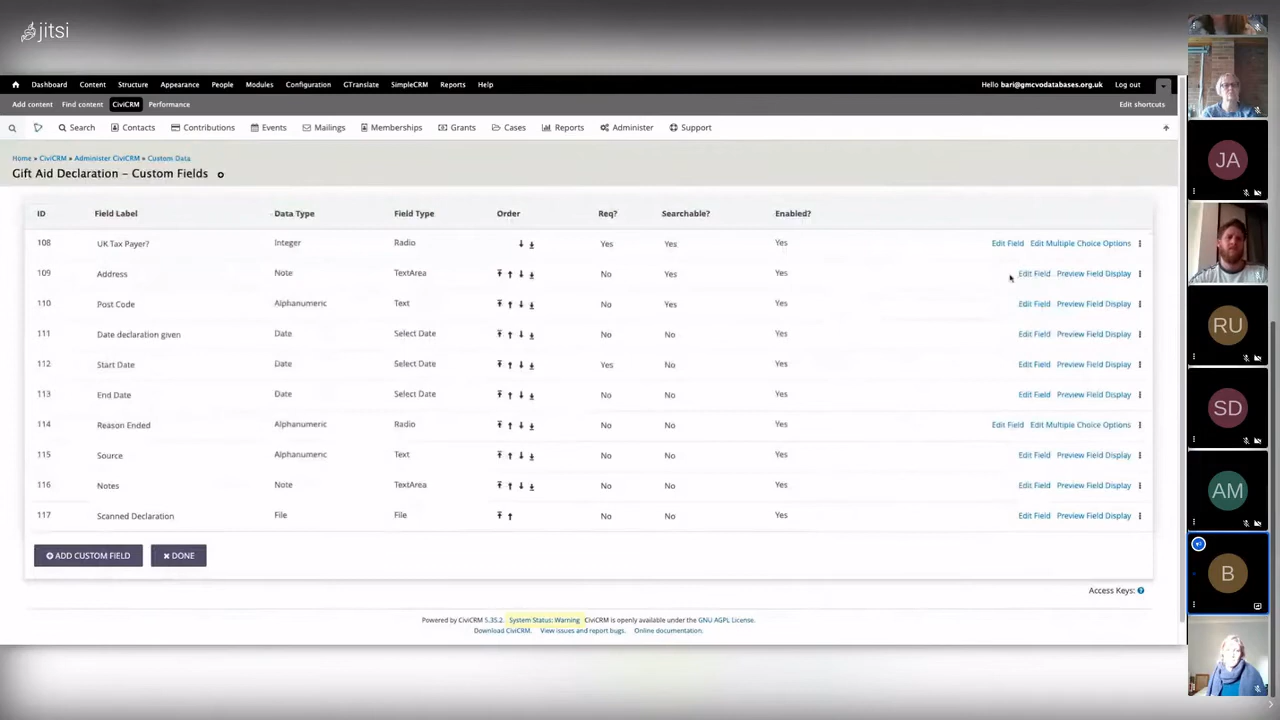 jitsi
Dashboard Content Structure Appearance People Modules Configuration GTranslate SimpleCRM Reports Help Hello bari@gmcvodatabases.org.uk Log out
Add content Find content CiviCRM Performance Edit shortcuts
Search Contacts Contributions Events Mailings Memberships Grants Cases Reports Administer Support
Home » CiviCRM » Administer CiviCRM » Custom Data
Gift Aid Declaration - Custom Fields
ID Field Label Data Type Field Type Order Req? Searchable? Enabled?
108 UK Tax Payer? Integer Radio Yes Yes Yes Edit Field Edit Multiple Choice Options
109 Address Note TextArea No Yes Yes Edit Field Preview Field Display
110 Post Code Alphanumeric Text No Yes Yes Edit Field Preview Field Display
111 Date declaration given Date Select Date No No Yes Edit Field Preview Field Display
112 Start Date Date Select Date Yes No Yes Edit Field Preview Field Display
113 End Date Date Select Date No No Yes Edit Field Preview Field Display
114 Reason Ended Alphanumeric Radio No No Yes Edit Field Edit Multiple Choice Options
115 Source Alphanumeric Text No No Yes Edit Field Preview Field Display
116 Notes Note TextArea No No Yes Edit Field Preview Field Display
117 Scanned Declaration File File No No Yes Edit Field Preview Field Display
ADD CUSTOM FIELD DONE
Access Keys: ?
Powered by CiviCRM 5.35.2. System Status: Warning CiviCRM is openly available under the GNU AGPL License.
Download CiviCRM. View issues and report bugs. Online documentation.
JA
RU
SD
AM
B